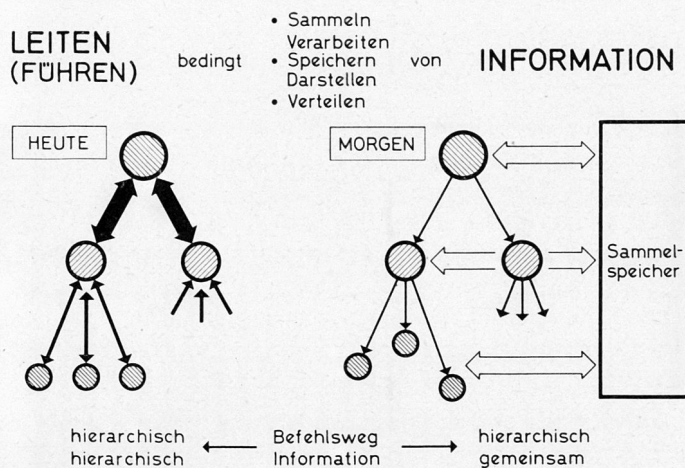 LEITEN
(FÜHREN)
bedingt
• Sammeln
Verarbeiten
• Speichern
Darstellen
• Verteilen
von
INFORMATION
HEUTE
MORGEN
Sammel-
speicher
hierarchisch
hierarchisch
Befehlsweg
Information
hierarchisch
gemeinsam